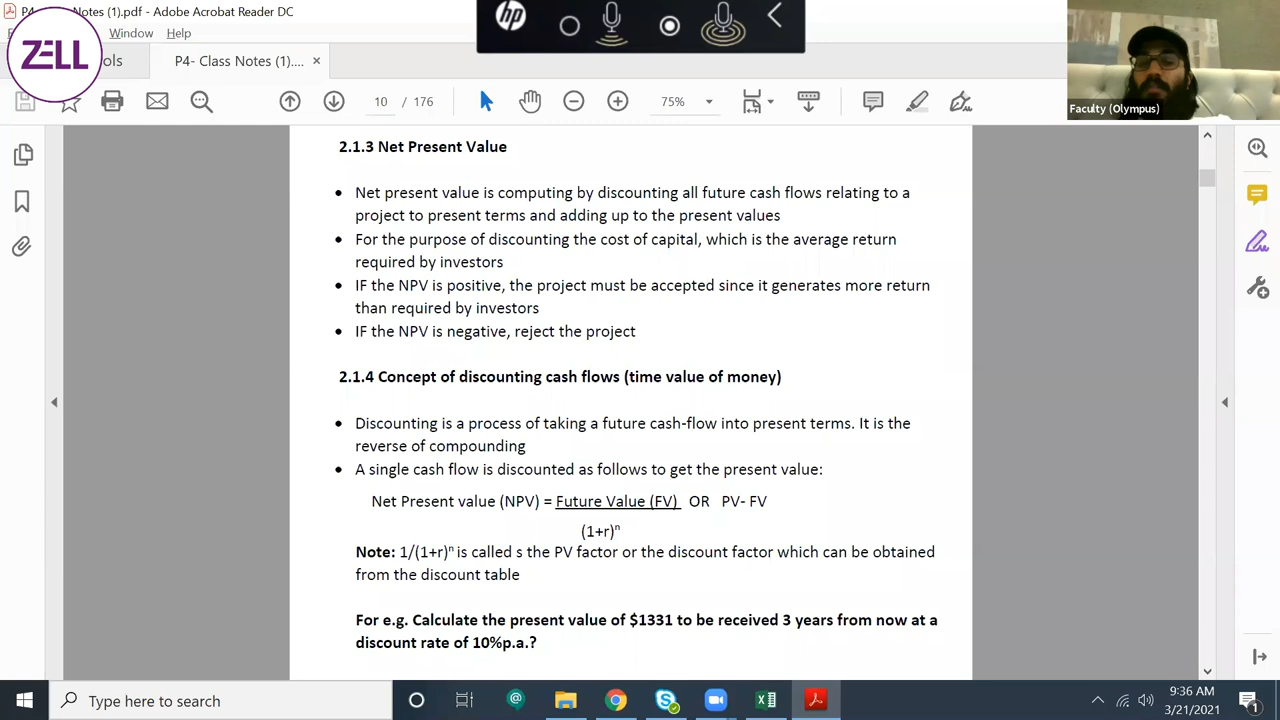 P4- Class Notes (1).pdf - Adobe Acrobat Reader DC
Window Help
ZELL
P4- Class Notes (1).... ×
10 / 176
75%
hp
Faculty (Olympus)
2.1.3 Net Present Value
• Net present value is computing by discounting all future cash flows relating to a
project to present terms and adding up to the present values
• For the purpose of discounting the cost of capital, which is the average return
required by investors
• IF the NPV is positive, the project must be accepted since it generates more return
than required by investors
• IF the NPV is negative, reject the project
2.1.4 Concept of discounting cash flows (time value of money)
• Discounting is a process of taking a future cash-flow into present terms. It is the
reverse of compounding
• A single cash flow is discounted as follows to get the present value:
Net Present value (NPV) = Future Value (FV) OR PV- FV
(1+r)ⁿ
Note: 1/(1+r)ⁿ is called s the PV factor or the discount factor which can be obtained
from the discount table
For e.g. Calculate the present value of $1331 to be received 3 years from now at a
discount rate of 10%p.a.?
Type here to search
9:36 AM
3/21/2021
1